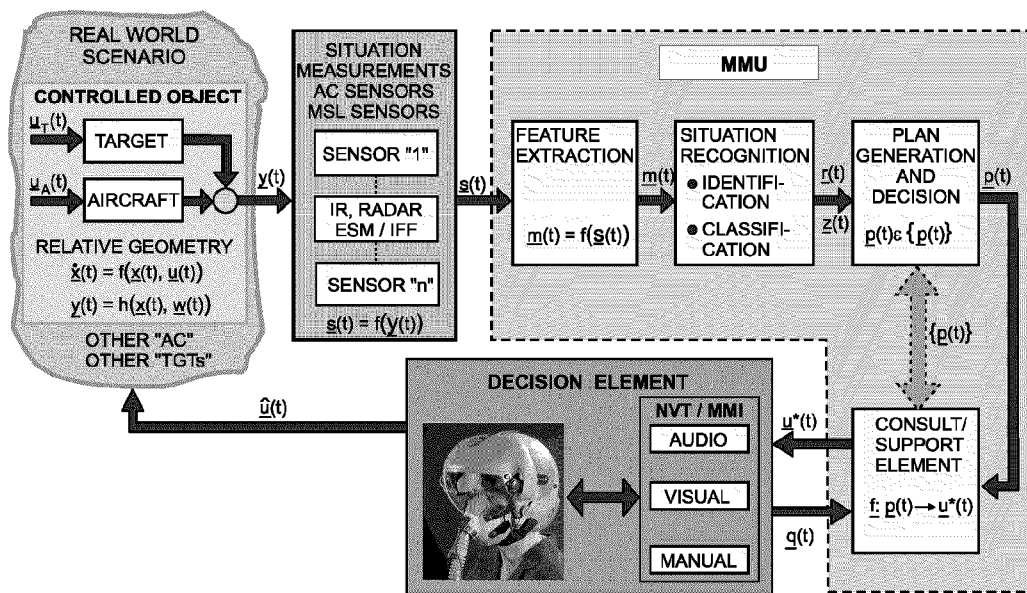 REAL WORLD
SCENARIO
CONTROLLED OBJECT
u_T(t)
TARGET
u_A(t)
AIRCRAFT
RELATIVE GEOMETRY
ẋ(t) = f(x(t), u(t))
y(t) = h(x(t), w(t))
OTHER "AC"
OTHER "TGTs"
y(t)
SITUATION
MEASUREMENTS
AC SENSORS
MSL SENSORS
SENSOR "1"
IR, RADAR
ESM / IFF
SENSOR "n"
s(t) = f(y(t))
s(t)
MMU
FEATURE
EXTRACTION
m(t) = f(s(t))
m(t)
SITUATION
RECOGNITION
● IDENTIFI-
CATION
● CLASSIFI-
CATION
r(t)
z(t)
PLAN
GENERATION
AND
DECISION
p(t)ε {p(t)}
p(t)
{p(t)}
CONSULT/
SUPPORT
ELEMENT
f: p(t) → u*(t)
u*(t)
q(t)
DECISION ELEMENT
NVT / MMI
AUDIO
VISUAL
MANUAL
û(t)